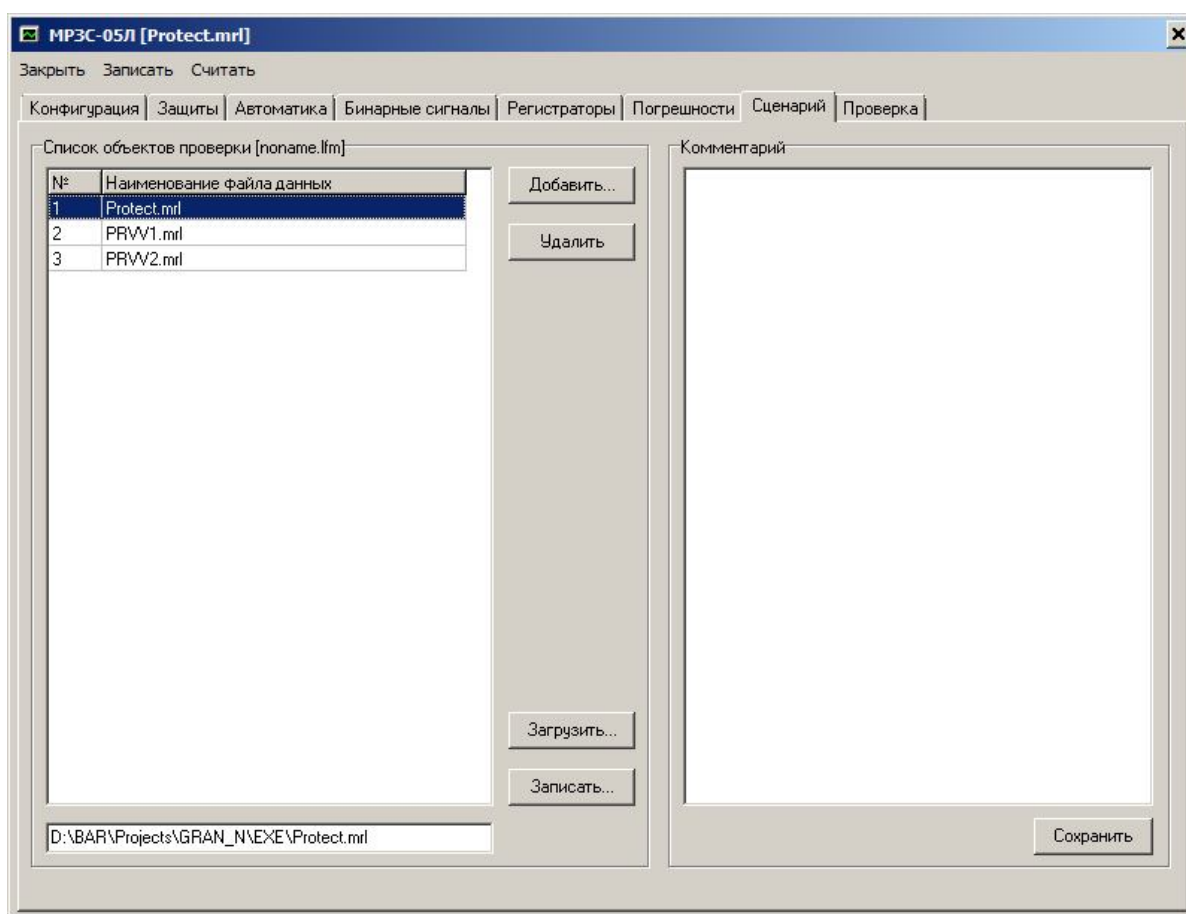 МРЗС-05Л [Protect.mrl]
Закрыть Записать Считать
Конфигурация Защиты Автоматика Бинарные сигналы Регистраторы Погрешности Сценарий Проверка
Список объектов проверки [noname.lfm]
№ Наименование файла данных
1 Protect.mrl
2 PRVV1.mrl
3 PRVV2.mrl
Добавить...
Удалить
Загрузить...
Записать...
D:\BAR\Projects\GRAN_N\EXE\Protect.mrl
Комментарий
Сохранить